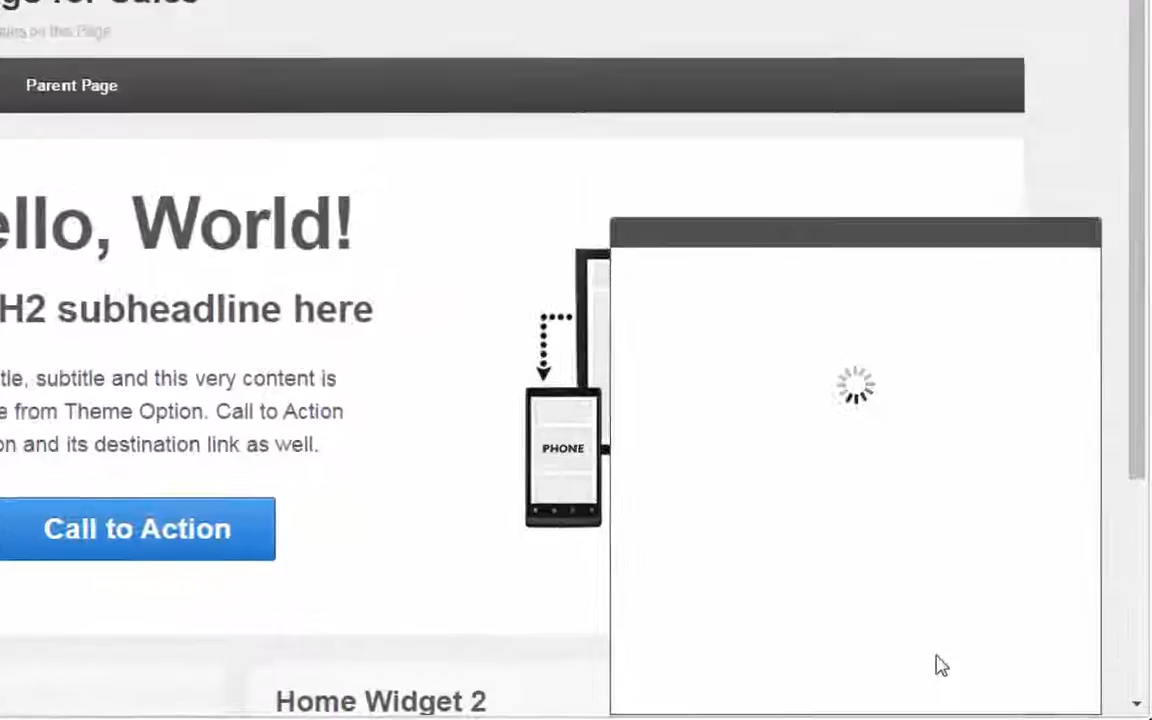 Parent Page
ello, World!
H2 subheadline here
tle, subtitle and this very content is
e from Theme Option. Call to Action
on and its destination link as well.
Call to Action
PHONE
Home Widget 2